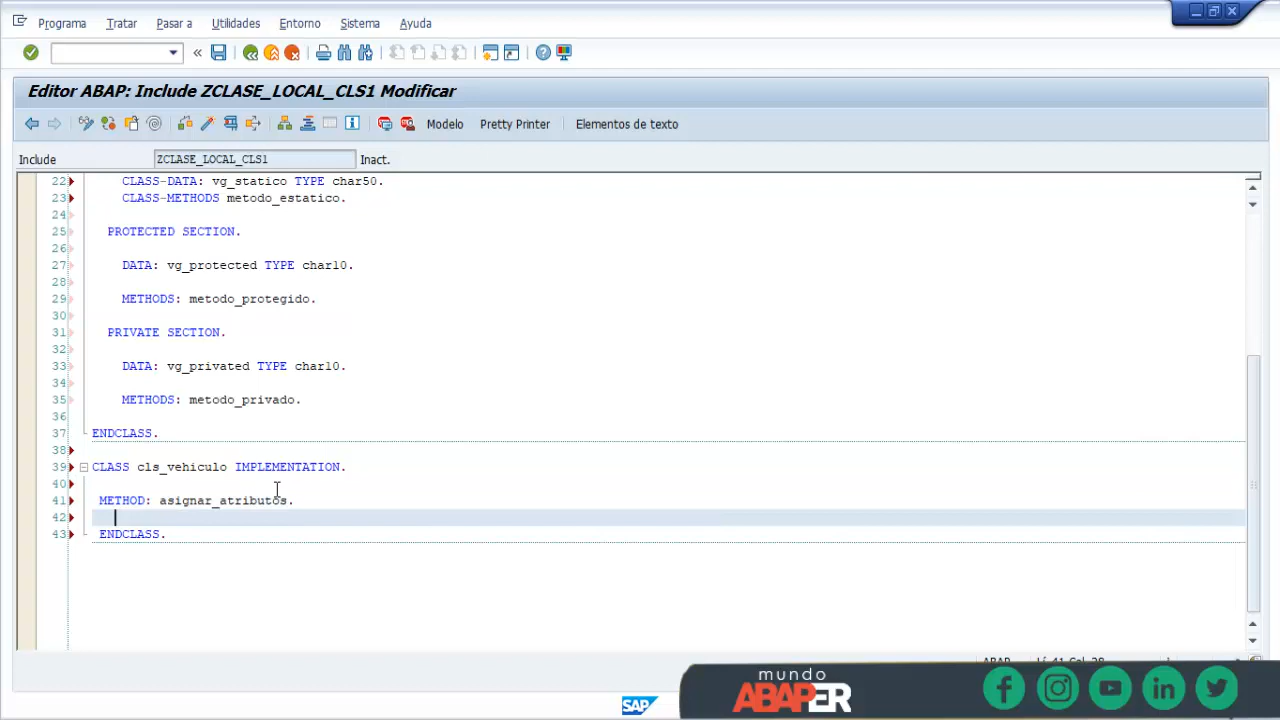 Programa Tratar Pasar a Utilidades Entorno Sistema Ayuda
Editor ABAP: Include ZCLASE_LOCAL_CLS1 Modificar
Modelo Pretty Printer Elementos de texto
Include ZCLASE_LOCAL_CLS1 Inact.
22 CLASS-DATA: vg_statico TYPE char50.
23 CLASS-METHODS metodo_estatico.
24
25 PROTECTED SECTION.
26
27 DATA: vg_protected TYPE char10.
28
29 METHODS: metodo_protegido.
30
31 PRIVATE SECTION.
32
33 DATA: vg_privated TYPE char10.
34
35 METHODS: metodo_privado.
36
37 ENDCLASS.
38
39 CLASS cls_vehiculo IMPLEMENTATION.
40
41 METHOD: asignar_atributos.
42
43 ENDCLASS.
SAP
mundo
ABAPER